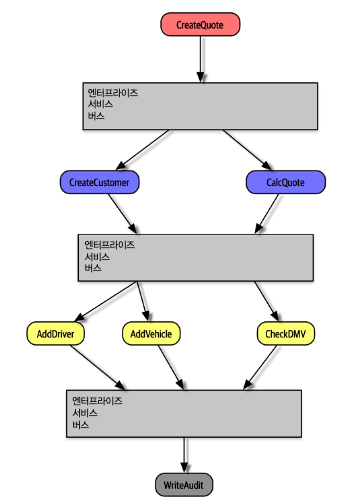 CreateQuote
엔터프라이즈
서비스
버스
CreateCustomer
CalcQuote
엔터프라이즈
서비스
버스
AddDriver
AddVehicle
CheckDMV
엔터프라이즈
서비스
버스
WriteAudit